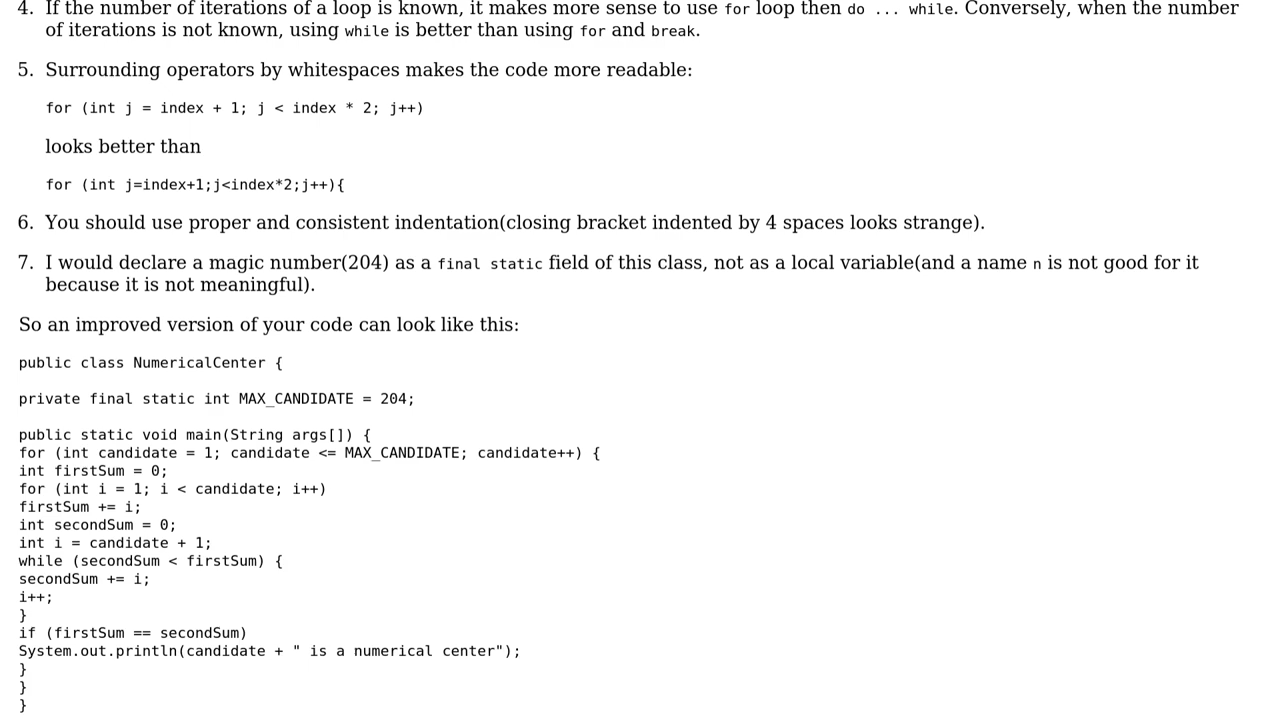 4. If the number of iterations of a loop is known, it makes more sense to use for loop then do ... while. Conversely, when the number
of iterations is not known, using while is better than using for and break.
5. Surrounding operators by whitespaces makes the code more readable:
for (int j = index + 1; j < index * 2; j++)
looks better than
for (int j=index+1;j<index*2;j++){
6. You should use proper and consistent indentation(closing bracket indented by 4 spaces looks strange).
7. I would declare a magic number(204) as a final static field of this class, not as a local variable(and a name n is not good for it
because it is not meaningful).
So an improved version of your code can look like this:
public class NumericalCenter {
private final static int MAX_CANDIDATE = 204;
public static void main(String args[]) {
for (int candidate = 1; candidate <= MAX_CANDIDATE; candidate++) {
int firstSum = 0;
for (int i = 1; i < candidate; i++)
firstSum += i;
int secondSum = 0;
int i = candidate + 1;
while (secondSum < firstSum) {
secondSum += i;
i++;
}
if (firstSum == secondSum)
System.out.println(candidate + " is a numerical center");
}
}
}